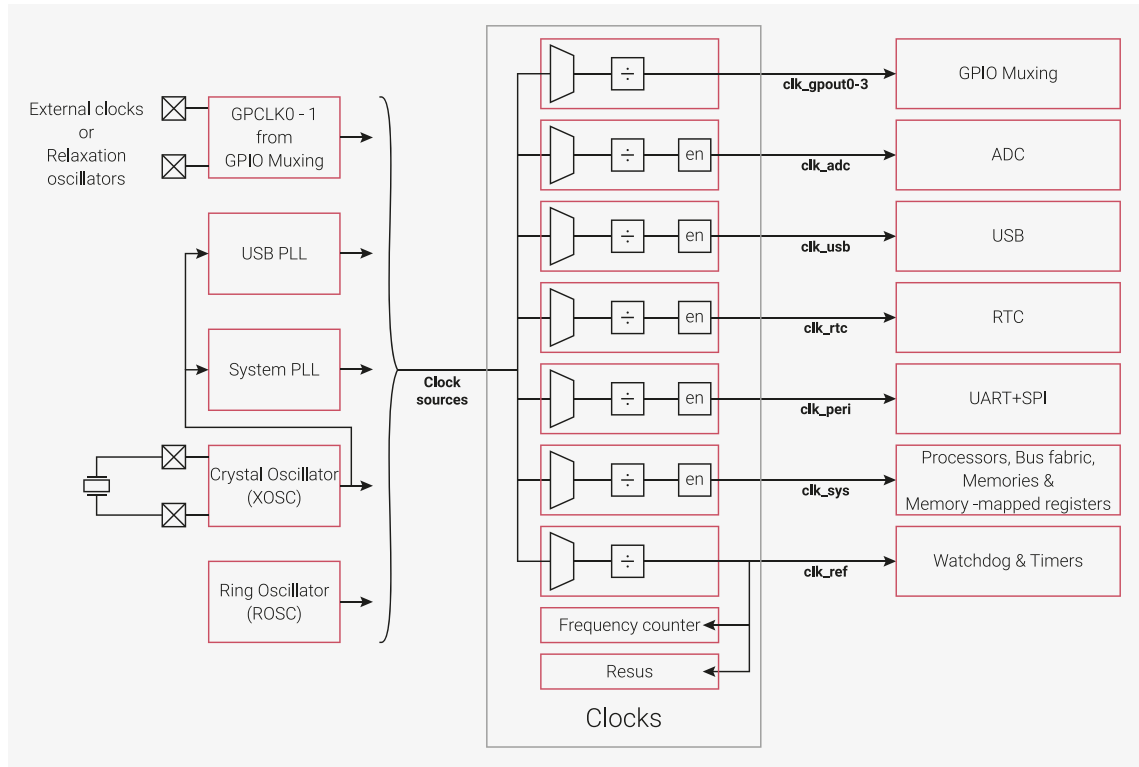 External clocks
or
Relaxation
oscillators
GPCLK0 - 1
from
GPIO Muxing
USB PLL
System PLL
Crystal Oscillator
(XOSC)
Ring Oscillator
(ROSC)
Clock
sources
÷
clk_gpout0-3
GPIO Muxing
÷
en
clk_adc
ADC
÷
en
clk_usb
USB
÷
en
clk_rtc
RTC
÷
en
clk_peri
UART+SPI
÷
en
clk_sys
Processors, Bus fabric,
Memories &
Memory -mapped registers
÷
clk_ref
Watchdog & Timers
Frequency counter
Resus
Clocks